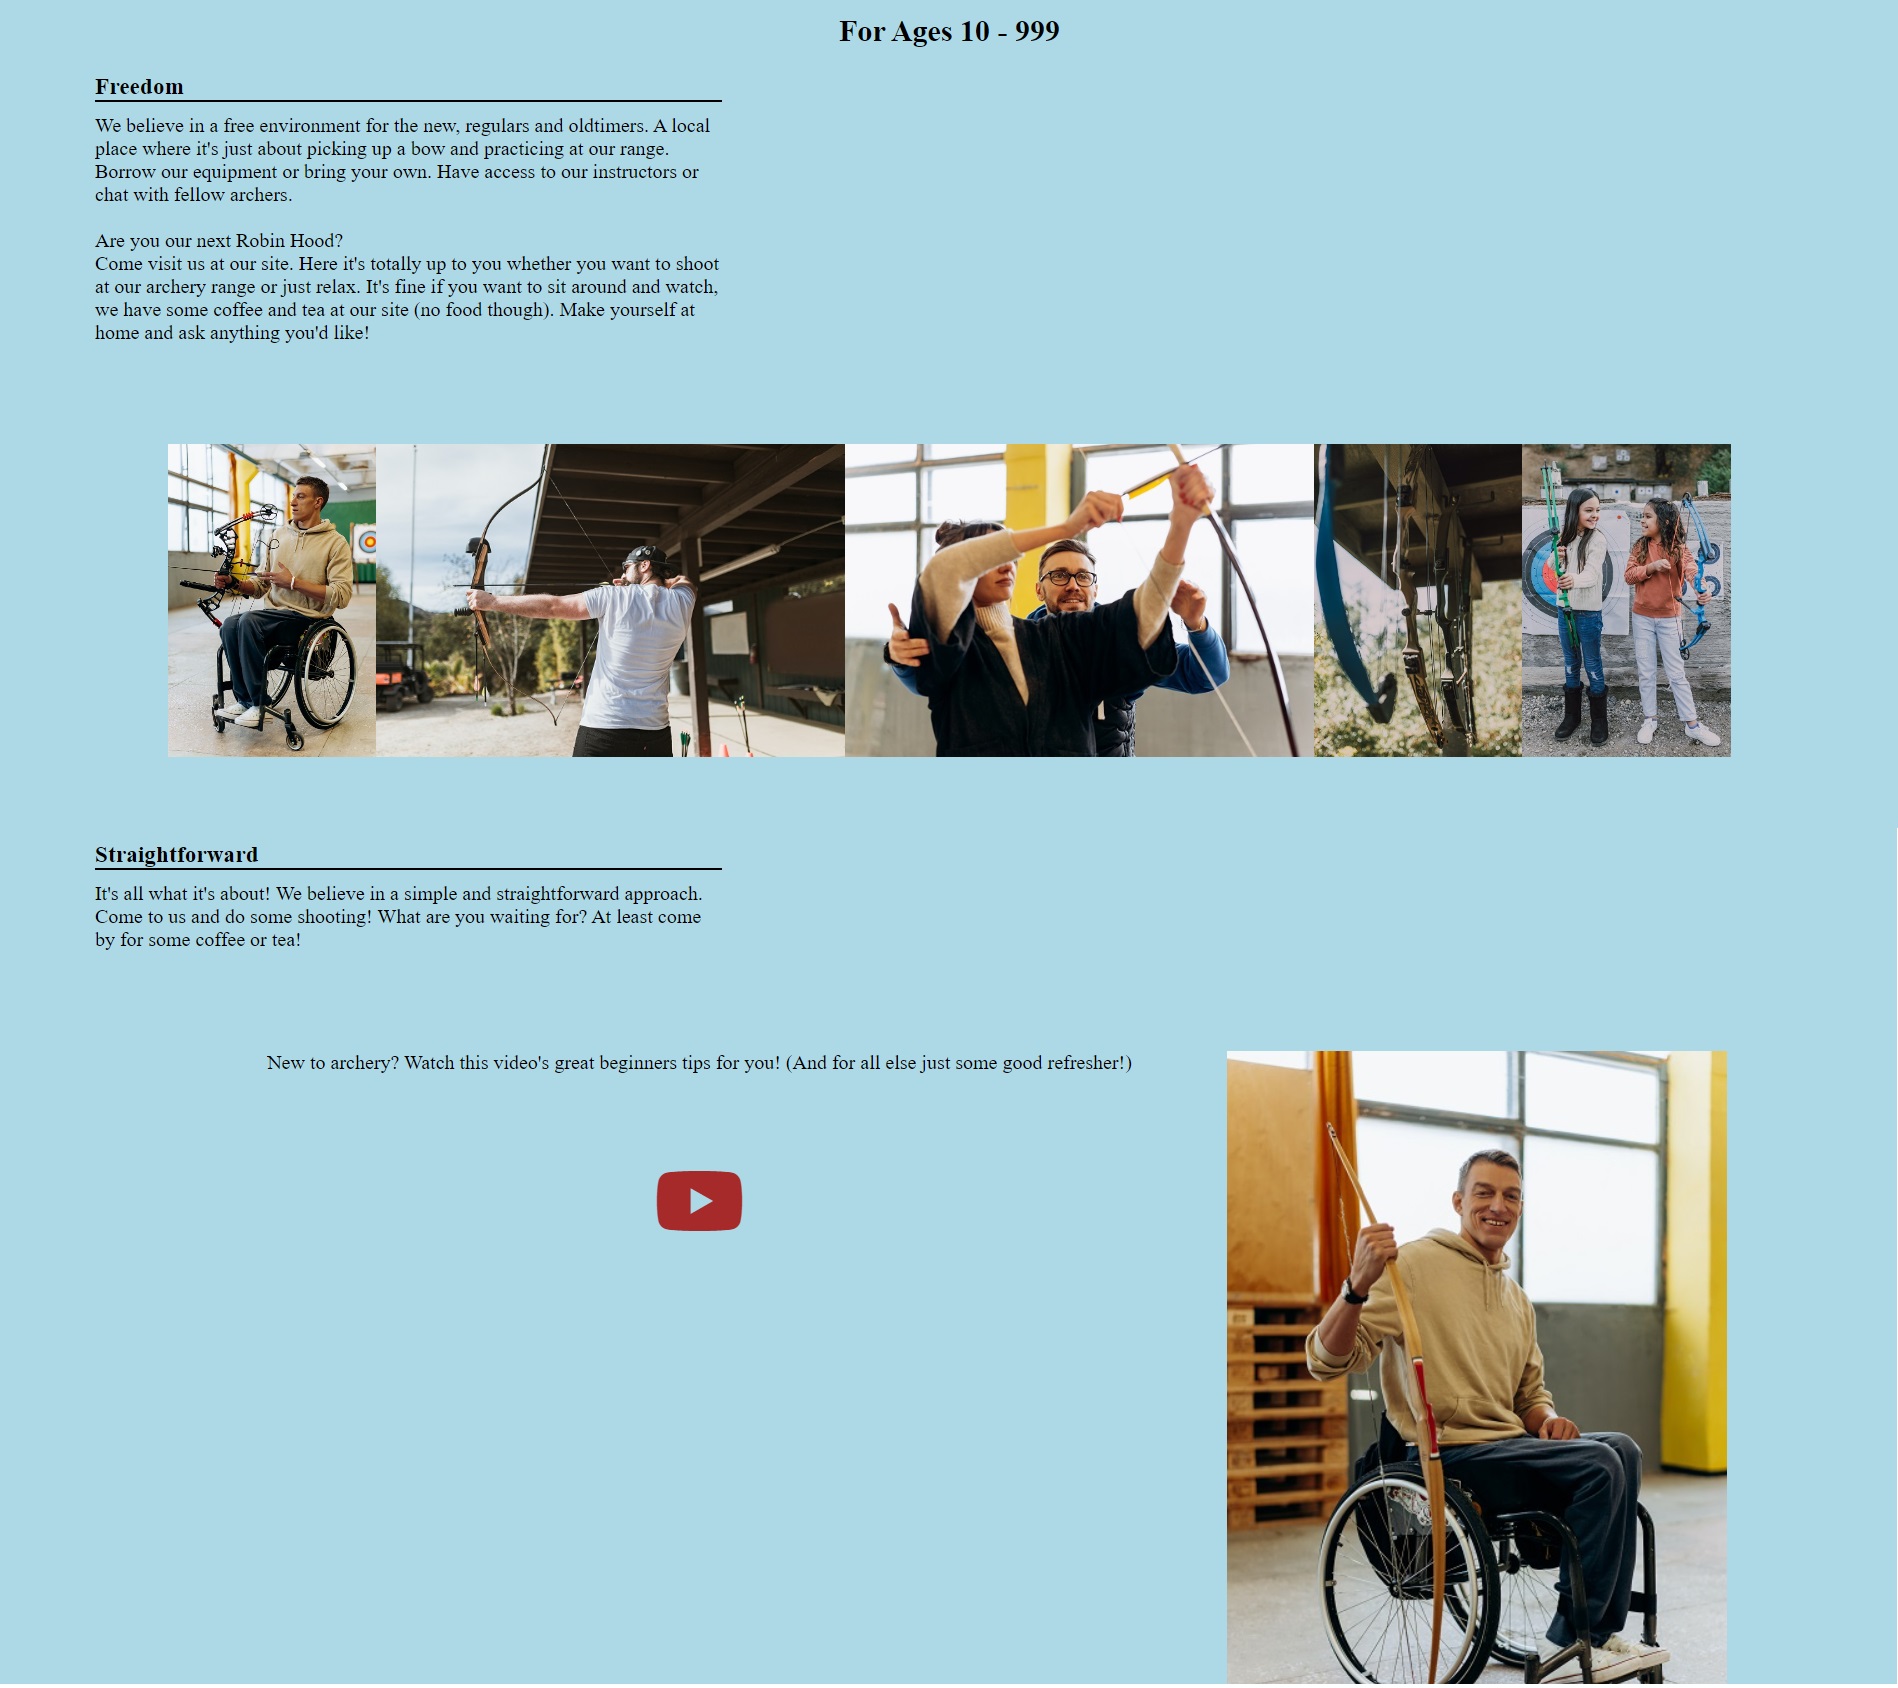 For Ages 10 - 999
Freedom
We believe in a free environment for the new, regulars and oldtimers. A local
place where it's just about picking up a bow and practicing at our range.
Borrow our equipment or bring your own. Have access to our instructors or
chat with fellow archers.
Are you our next Robin Hood?
Come visit us at our site. Here it's totally up to you whether you want to shoot
at our archery range or just relax. It's fine if you want to sit around and watch,
we have some coffee and tea at our site (no food though). Make yourself at
home and ask anything you'd like!
Straightforward
It's all what it's about! We believe in a simple and straightforward approach.
Come to us and do some shooting! What are you waiting for? At least come
by for some coffee or tea!
New to archery? Watch this video's great beginners tips for you! (And for all else just some good refresher!)